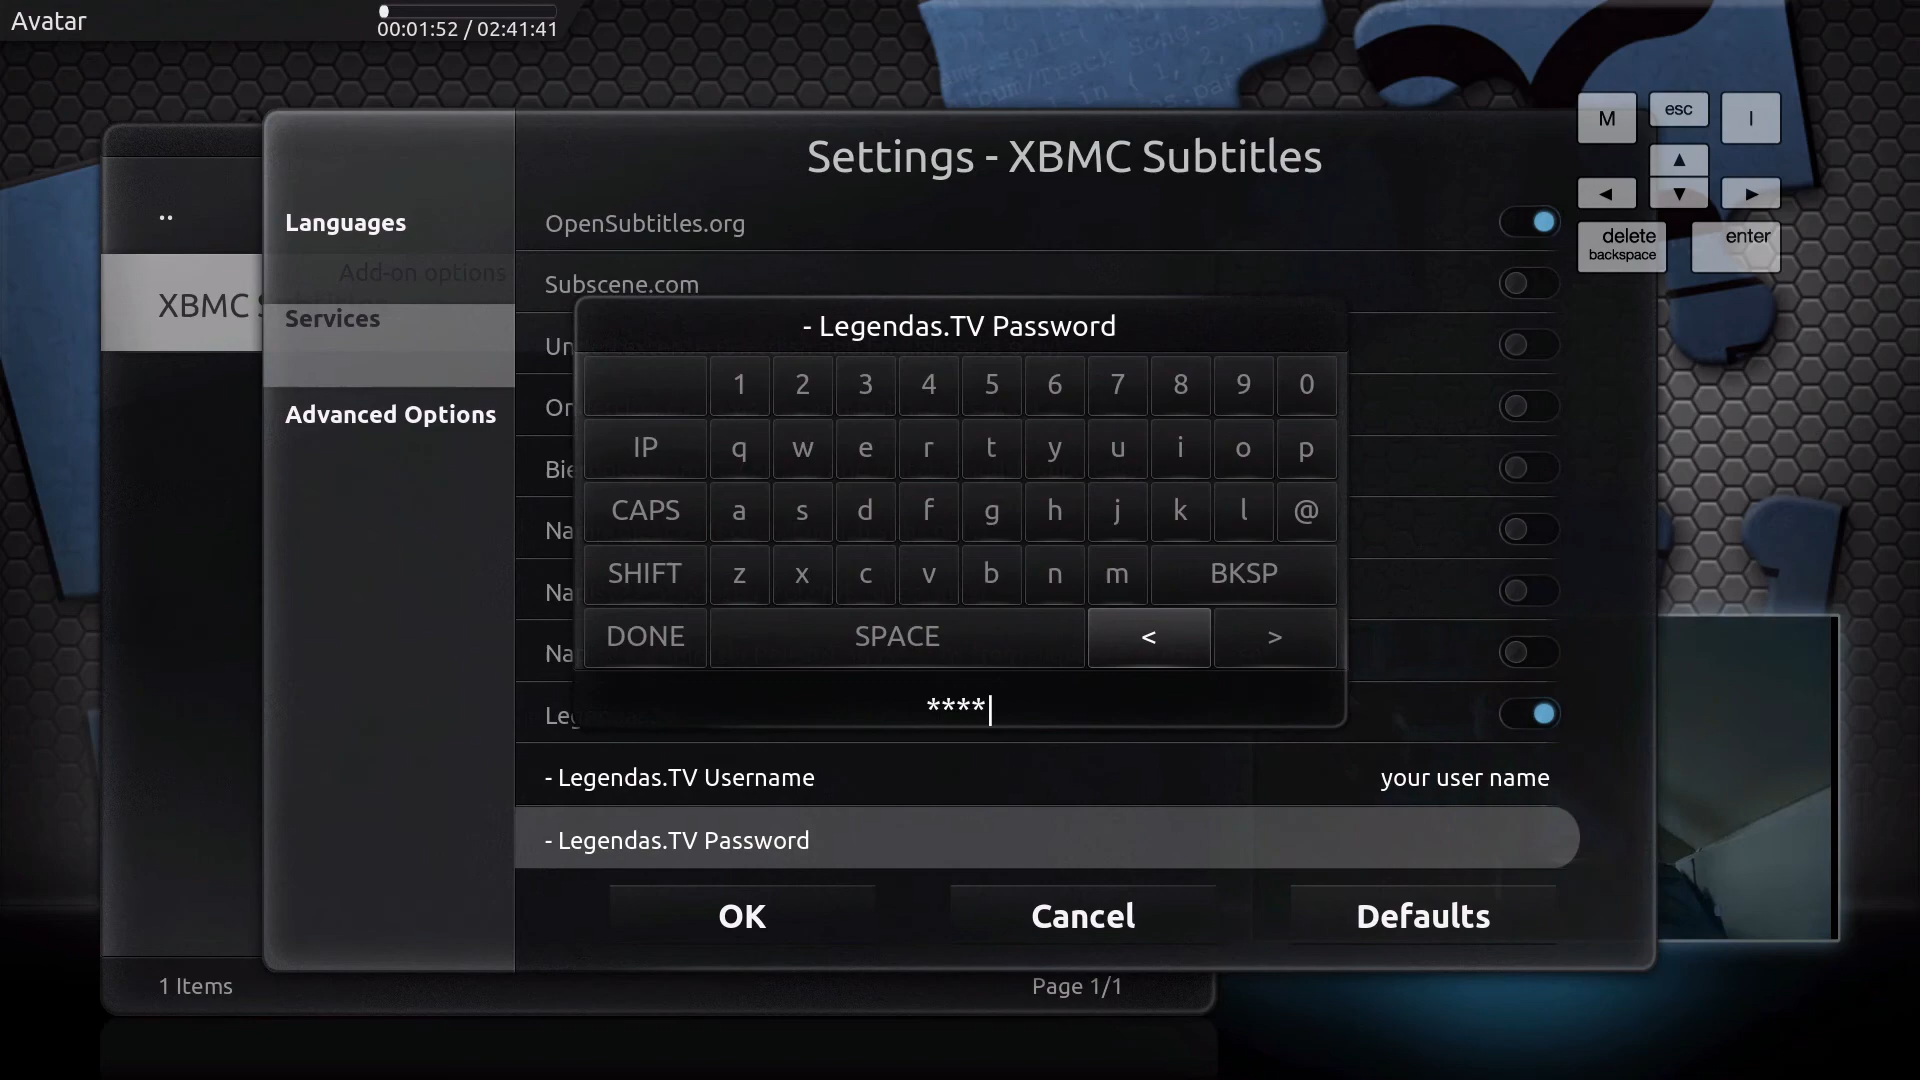 Avatar
00:01:52 / 02:41:41
Settings - XBMC Subtitles
M
esc
I
delete
backspace
enter
..
XBMC
Languages
Add-on options
Services
Advanced Options
OpenSubtitles.org
Subscene.com
- Legendas.TV Password
1 2 3 4 5 6 7 8 9 0
IP q w e r t y u i o p
CAPS a s d f g h j k l @
SHIFT z x c v b n m BKSP
DONE SPACE < >
****
- Legendas.TV Username your user name
- Legendas.TV Password
OK Cancel Defaults
1 Items Page 1/1